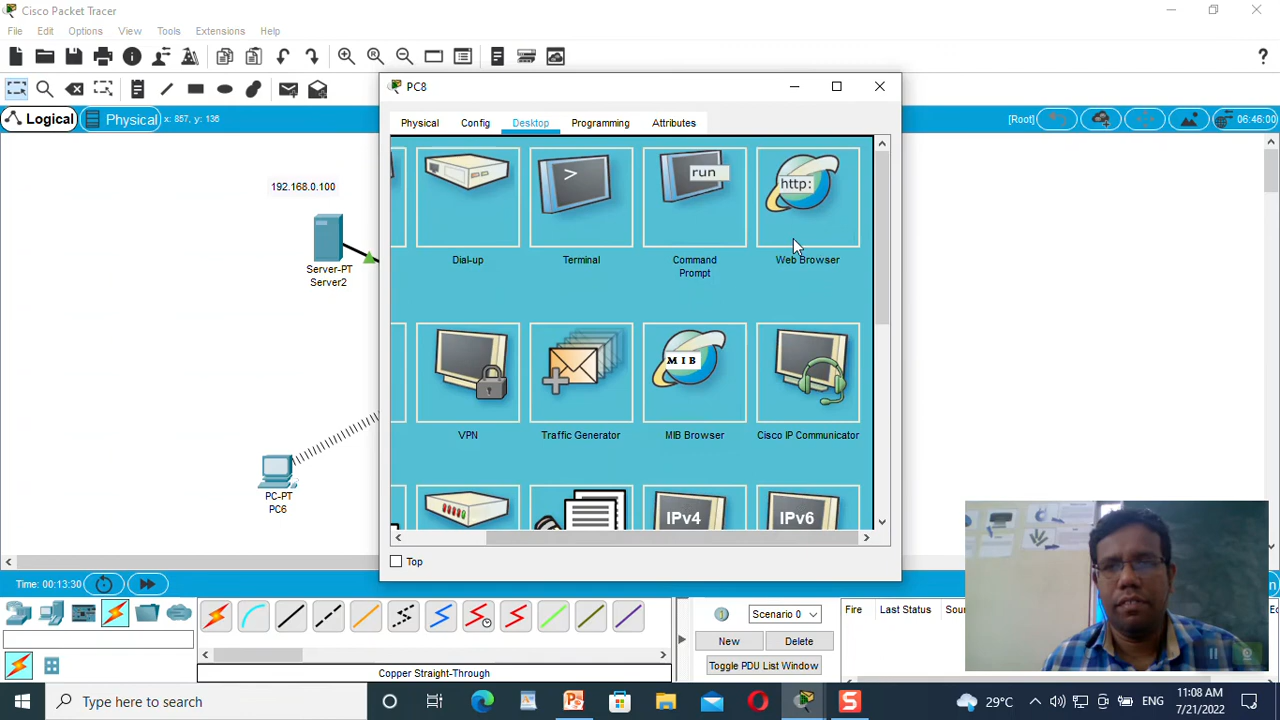 Cisco Packet Tracer
File Edit Options View Tools Extensions Help
?
Logical
Physical x: 857, y: 136
[Root]
06:46:00
PC8
Physical Config Desktop Programming Attributes
192.168.0.100
Server-PT
Server2
PC-PT
PC6
>
run
http:
Dial-up
Terminal
Command
Prompt
Web Browser
MIB
VPN
Traffic Generator
MIB Browser
Cisco IP Communicator
IPv4
IPv6
Top
Time: 00:13:30
Scenario 0
Fire Last Status Sou
New Delete
Toggle PDU List Window
Copper Straight-Through
Type here to search
29°C
ENG
11:08 AM
7/21/2022